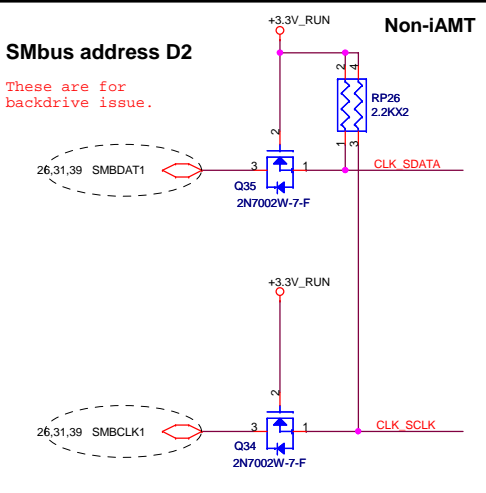 +3.3V_RUN
Non-iAMT
SMbus address D2
These are for
backdrive issue.
2
4
RP26
2.2KX2
1
3
2
26,31,39 SMBDAT1
3
1
CLK_SDATA
Q35
2N7002W-7-F
+3.3V_RUN
2
26,31,39 SMBCLK1
3
1
CLK_SCLK
Q34
2N7002W-7-F